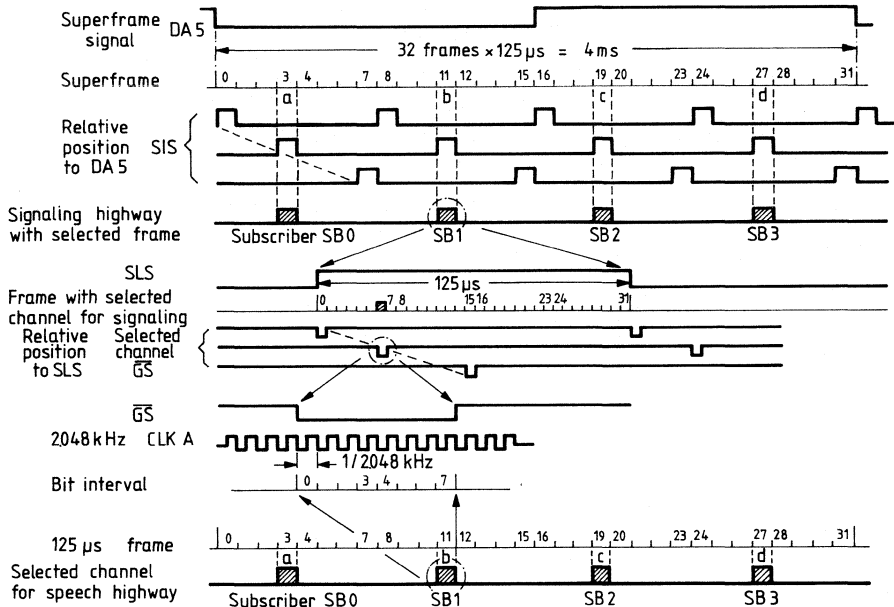 Superframe signal DA 5
32 frames × 125 µs = 4 ms
Superframe 0 3 4 7 8 11 12 15 16 19 20 23 24 27 28 31
a b c d
Relative position to DA 5 SIS
Signaling highway with selected frame
Subscriber SB0 SB1 SB2 SB3
SLS
125 µs
Frame with selected channel for signaling
0 7 8 15 16 23 24 31
Relative position to SLS
Selected channel G̅S̅
G̅S̅
2048 kHz CLK A
1/2048 kHz
Bit interval 0 3 4 7
125 µs frame 0 3 4 7 8 11 12 15 16 19 20 23 24 27 28 31
a b c d
Selected channel for speech highway
Subscriber SB0 SB1 SB2 SB3